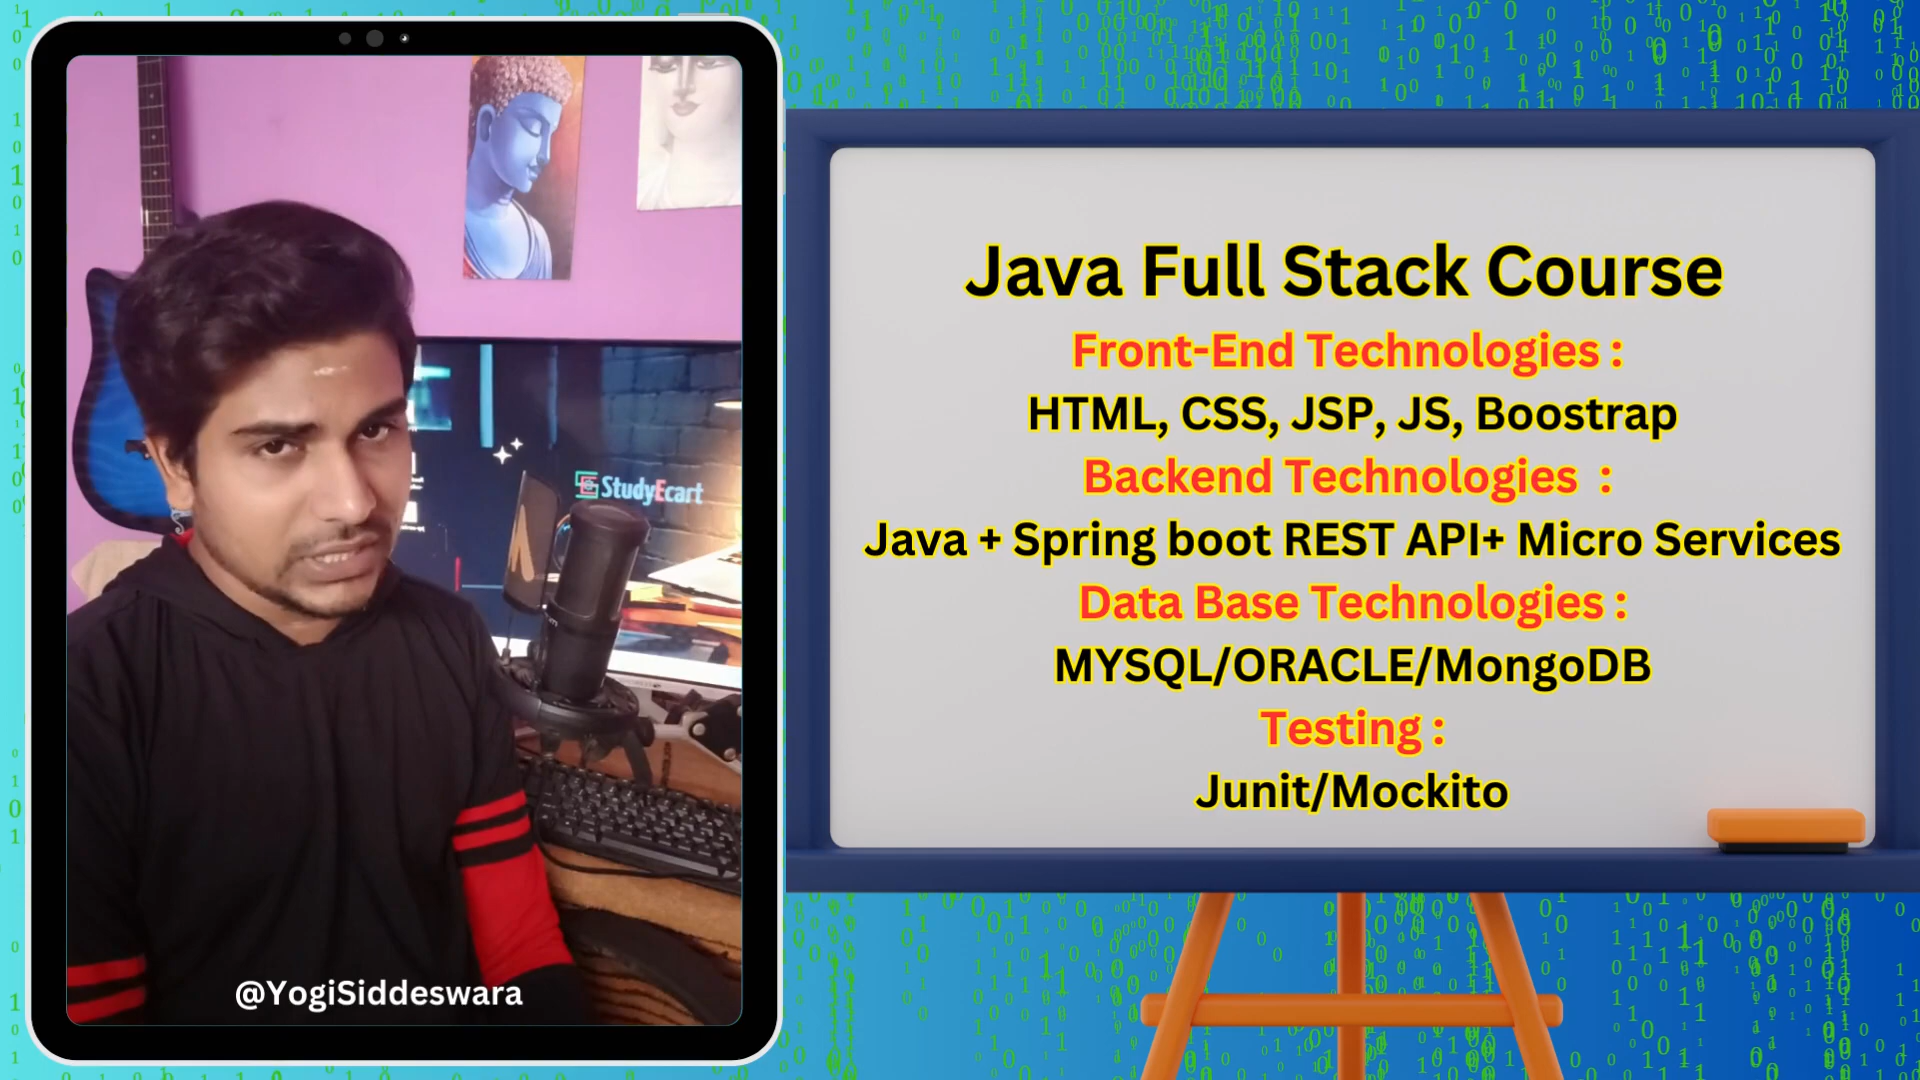 StudyEcart
@YogiSiddeswara
Java Full Stack Course
Front-End Technologies :
HTML, CSS, JSP, JS, Boostrap
Backend Technologies :
Java + Spring boot REST API+ Micro Services
Data Base Technologies :
MYSQL/ORACLE/MongoDB
Testing :
Junit/Mockito